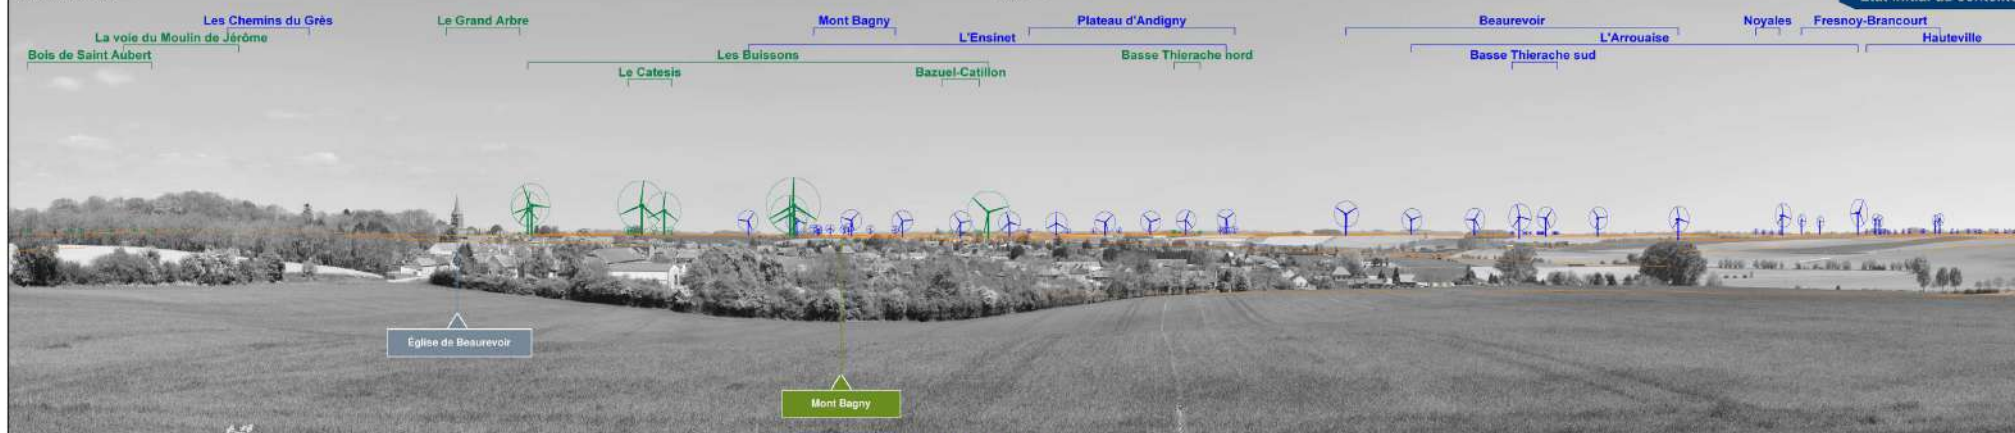 Les Chemins du Grès
Le Grand Arbre
Mont Bagny
Plateau d'Andigny
Beaurevoir
Noyales
Fresnoy-Brancourt
La voie du Moulin de Jérôme
L'Ensinet
L'Arrouaise
Hauteville
Bois de Saint Aubert
Les Buissons
Basse Thierache nord
Basse Thierache sud
Le Catesis
Bazuel-Catillon
Église de Beaurevoir
Mont Bagny